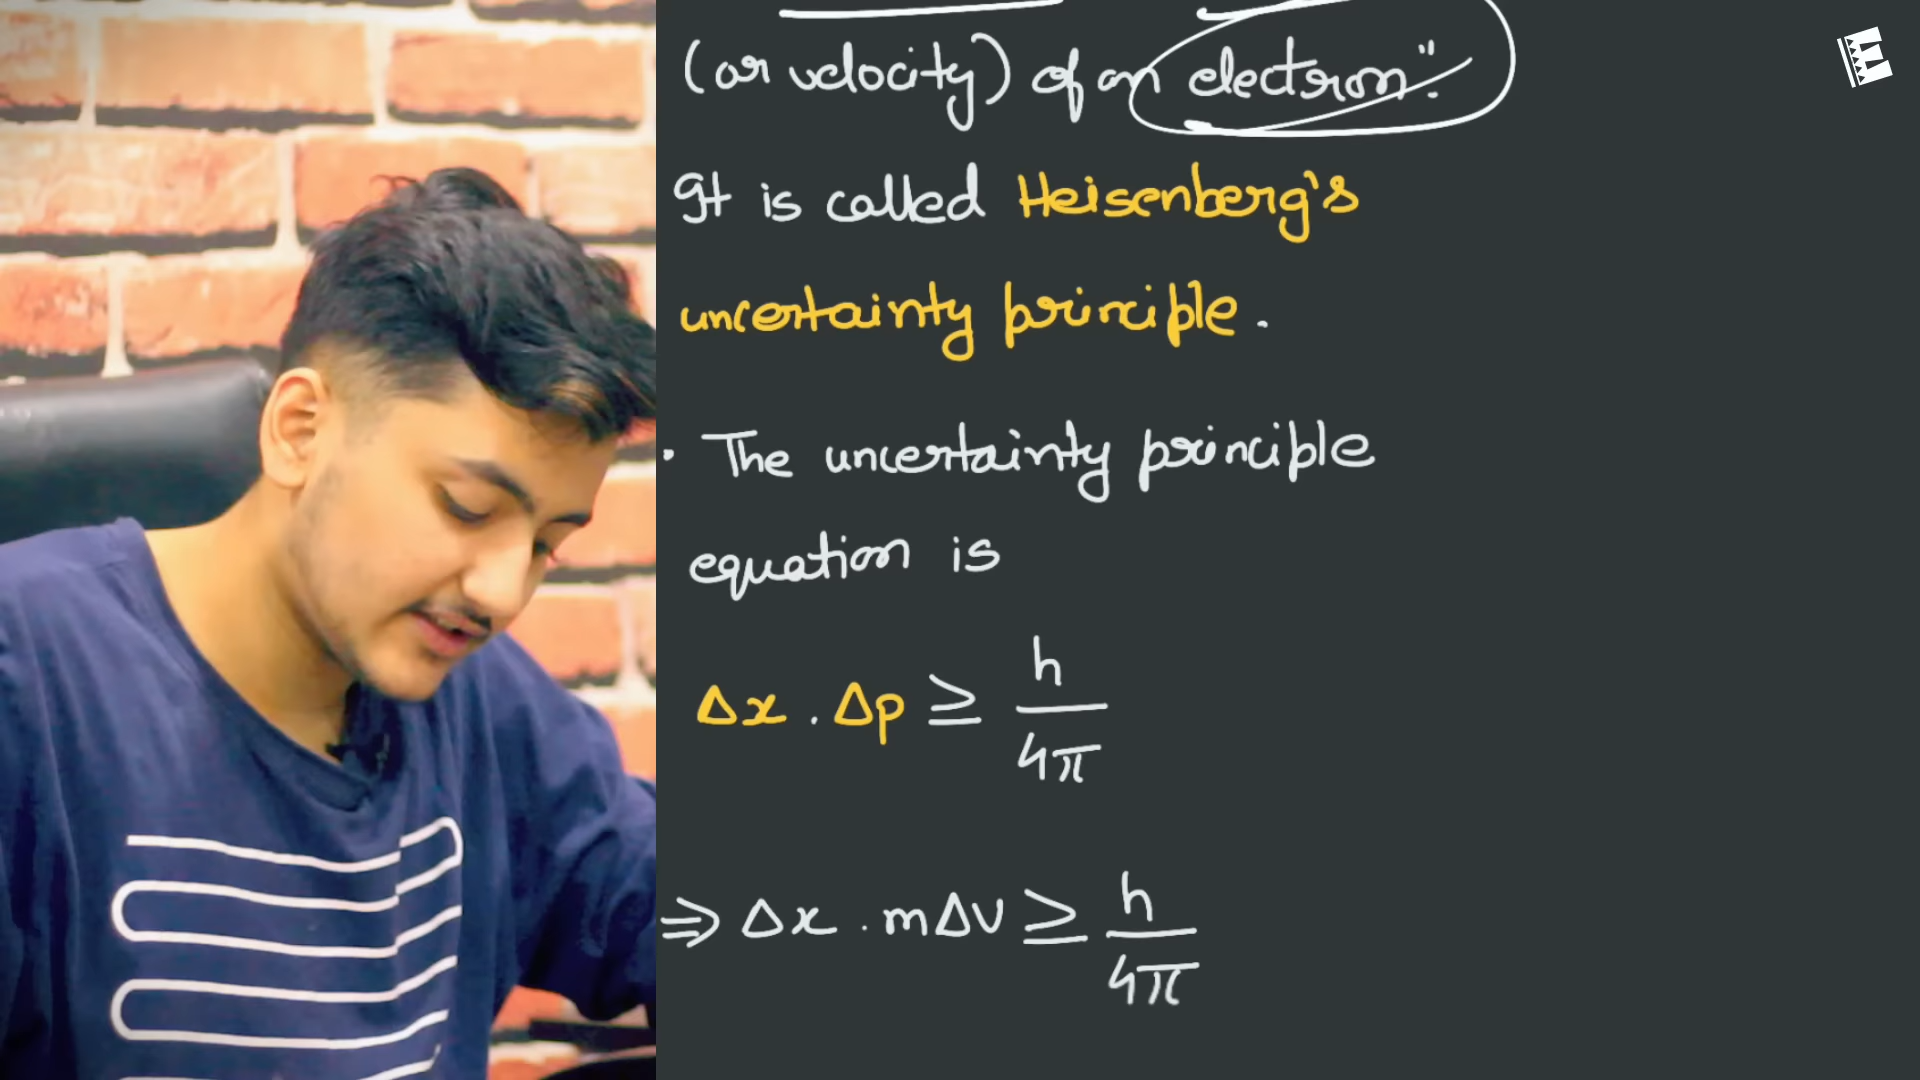 (or velocity) of an electron".
It is called Heisenberg's
uncertainty principle.
· The uncertainty principle
equation is
Δx . Δp ≥ h/4π
⇒ Δx . mΔv ≥ h/4π
E